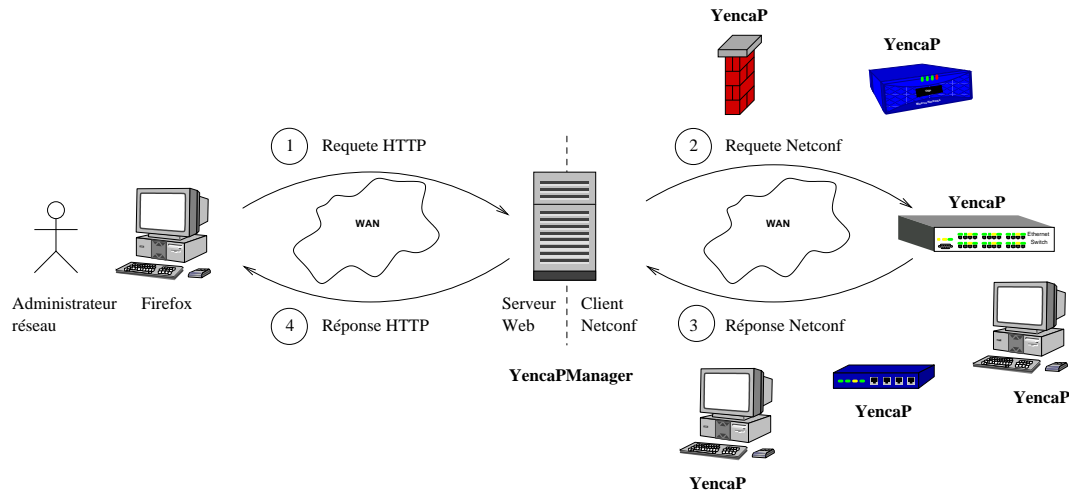 YencaP
YencaP
1 Requete HTTP
2 Requete Netconf
WAN
WAN
YencaP
Ethernet
Switch
Administrateur
réseau
Firefox
4 Réponse HTTP
Serveur
Web
Client
Netconf
3 Réponse Netconf
YencaPManager
YencaP
YencaP
YencaP